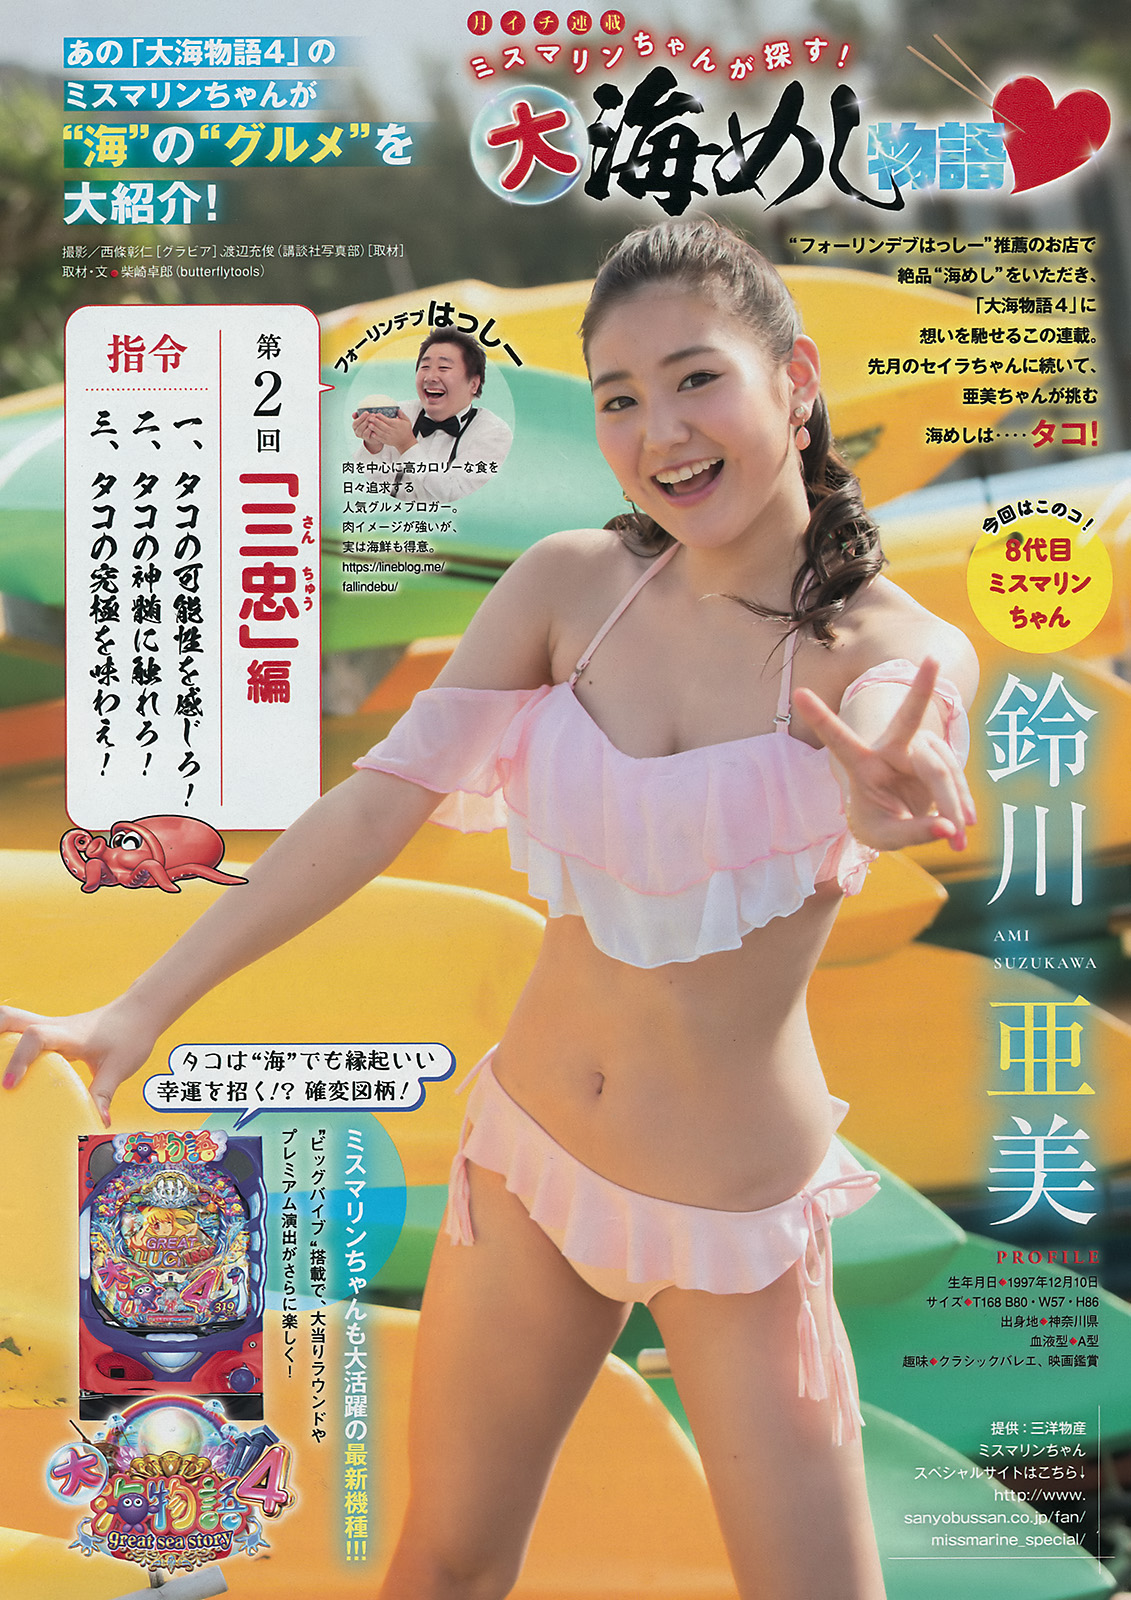 月イチ連載
ミスマリンちゃんが探す!
大海めし物語
あの「大海物語4」の
ミスマリンちゃんが
“海”の“グルメ”を
大紹介!
撮影／西條彰仁［グラビア］、渡辺充俊（講談社写真部）［取材］
取材・文◆柴崎卓郎（butterflytools）
“フォーリンデブはっしー”推薦のお店で
絶品“海めし”をいただき、
「大海物語4」に
想いを馳せるこの連載。
先月のセイラちゃんに続いて、
亜美ちゃんが挑む
海めしは‥‥タコ!
第2回
「三忠」編
さんちゅう
指令
一、タコの可能性を感じろ!
二、タコの神髄に触れろ!
三、タコの究極を味わえ!
フォーリンデブはっしー
肉を中心に高カロリーな食を
日々追求する
人気グルメブロガー。
肉イメージが強いが、
実は海鮮も得意。
https://lineblog.me/
fallindebu/
今回はこのコ!
8代目
ミスマリン
ちゃん
鈴川亜美
AMI
SUZUKAWA
PROFILE
生年月日◆1997年12月10日
サイズ◆T168 B80・W57・H86
出身地◆神奈川県
血液型◆A型
趣味◆クラシックバレエ、映画鑑賞
タコは“海”でも縁起いい
幸運を招く!? 確変図柄!
ミスマリンちゃんも大活躍の最新機種!!!
“ビッグバイブ”搭載で、大当りラウンドや
プレミアム演出がさらに楽しく!
海物語
GREAT
大
4
319
大海物語4
great sea story
提供：三洋物産
ミスマリンちゃん
スペシャルサイトはこちら↓
http://www.
sanyobussan.co.jp/fan/
missmarine_special/